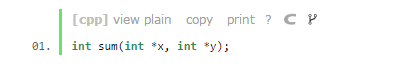 [cpp] view plain copy print ?
01. int sum(int *x, int *y);